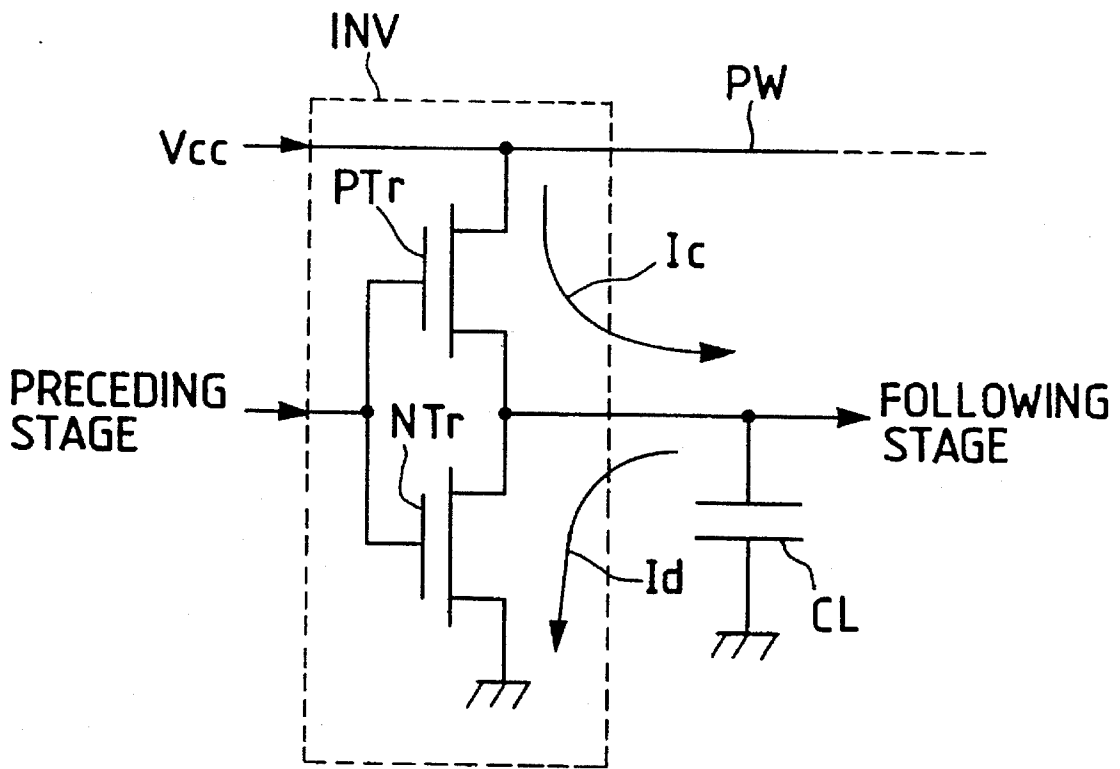 INV
PW
Vcc
PTr
Ic
PRECEDING
STAGE
NTr
FOLLOWING
STAGE
Id
CL